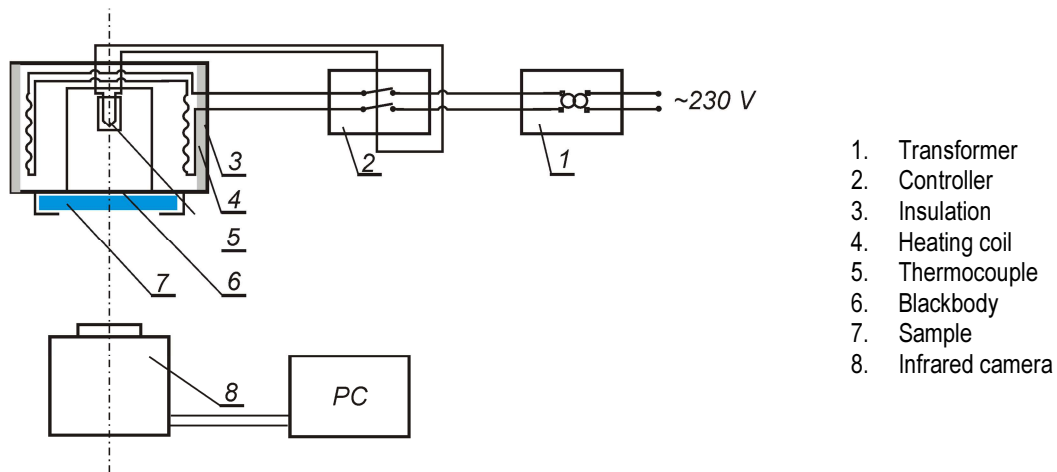 ~230 V
3
2
1
4
5
7
6
8
PC
1. Transformer
2. Controller
3. Insulation
4. Heating coil
5. Thermocouple
6. Blackbody
7. Sample
8. Infrared camera